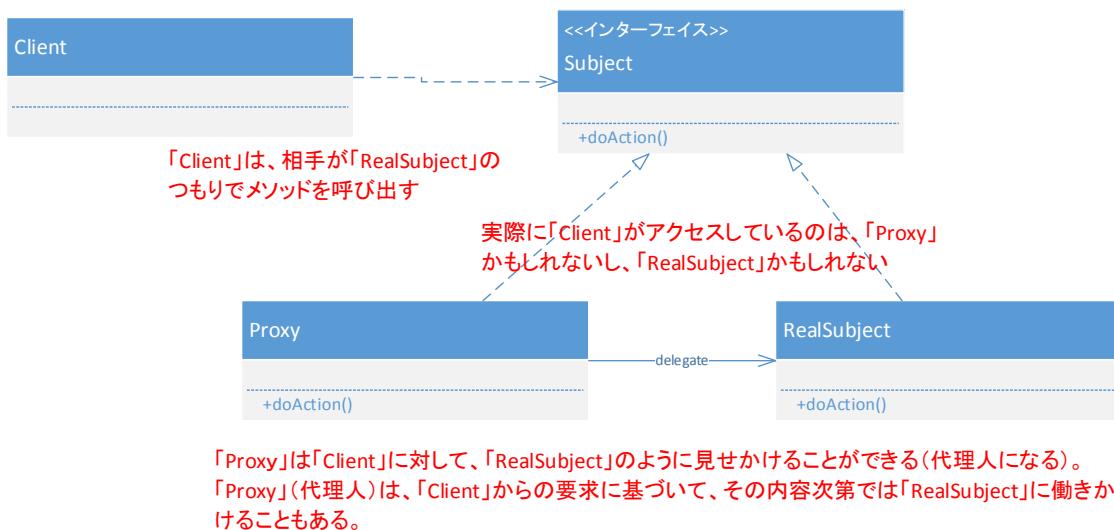 Client
<<インターフェイス>>
Subject
+doAction()
「Client」は、相手が「RealSubject」の
つもりでメソッドを呼び出す
実際に「Client」がアクセスしているのは、「Proxy」
かもしれないし、「RealSubject」かもしれない
Proxy
+doAction()
delegate
RealSubject
+doAction()
「Proxy」は「Client」に対して、「RealSubject」のように見せかけることができる(代理人になる)。
「Proxy」(代理人)は、「Client」からの要求に基づいて、その内容次第では「RealSubject」に働きか
けることもある。